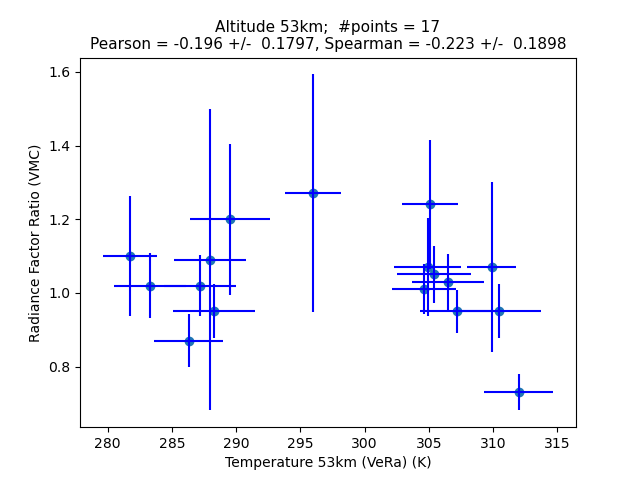 Altitude 53km;  #points = 17
Pearson = -0.196 +/-  0.1797, Spearman = -0.223 +/-  0.1898
1.6
1.4
1.2
1.0
0.8
Radiance Factor Ratio (VMC)
280 285 290 295 300 305 310 315
Temperature 53km (VeRa) (K)